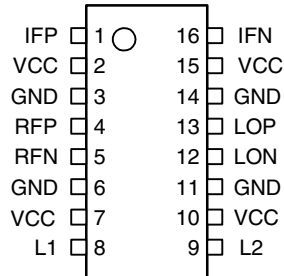 IFP 1 16 IFN
VCC 2 15 VCC
GND 3 14 GND
RFP 4 13 LOP
RFN 5 12 LON
GND 6 11 GND
VCC 7 10 VCC
L1 8 9 L2